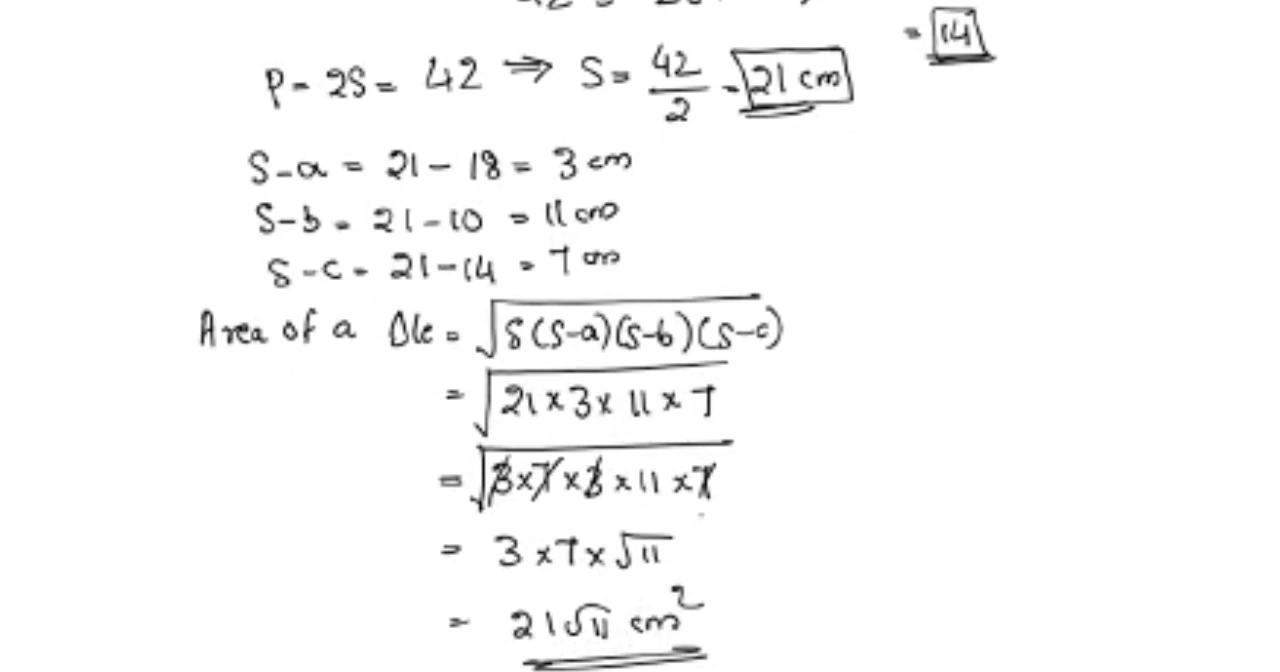 = 14
P = 2S = 42 ⇒ S = 42/2 = 21 cm
S-a = 21 - 18 = 3 cm
S-b = 21 - 10 = 11 cm
S-c = 21 - 14 = 7 cm
Area of a Δle = √S(S-a)(S-b)(S-c)
= √21×3×11×7
= √3×7×3×11×7
= 3×7×√11
= 21√11 cm²